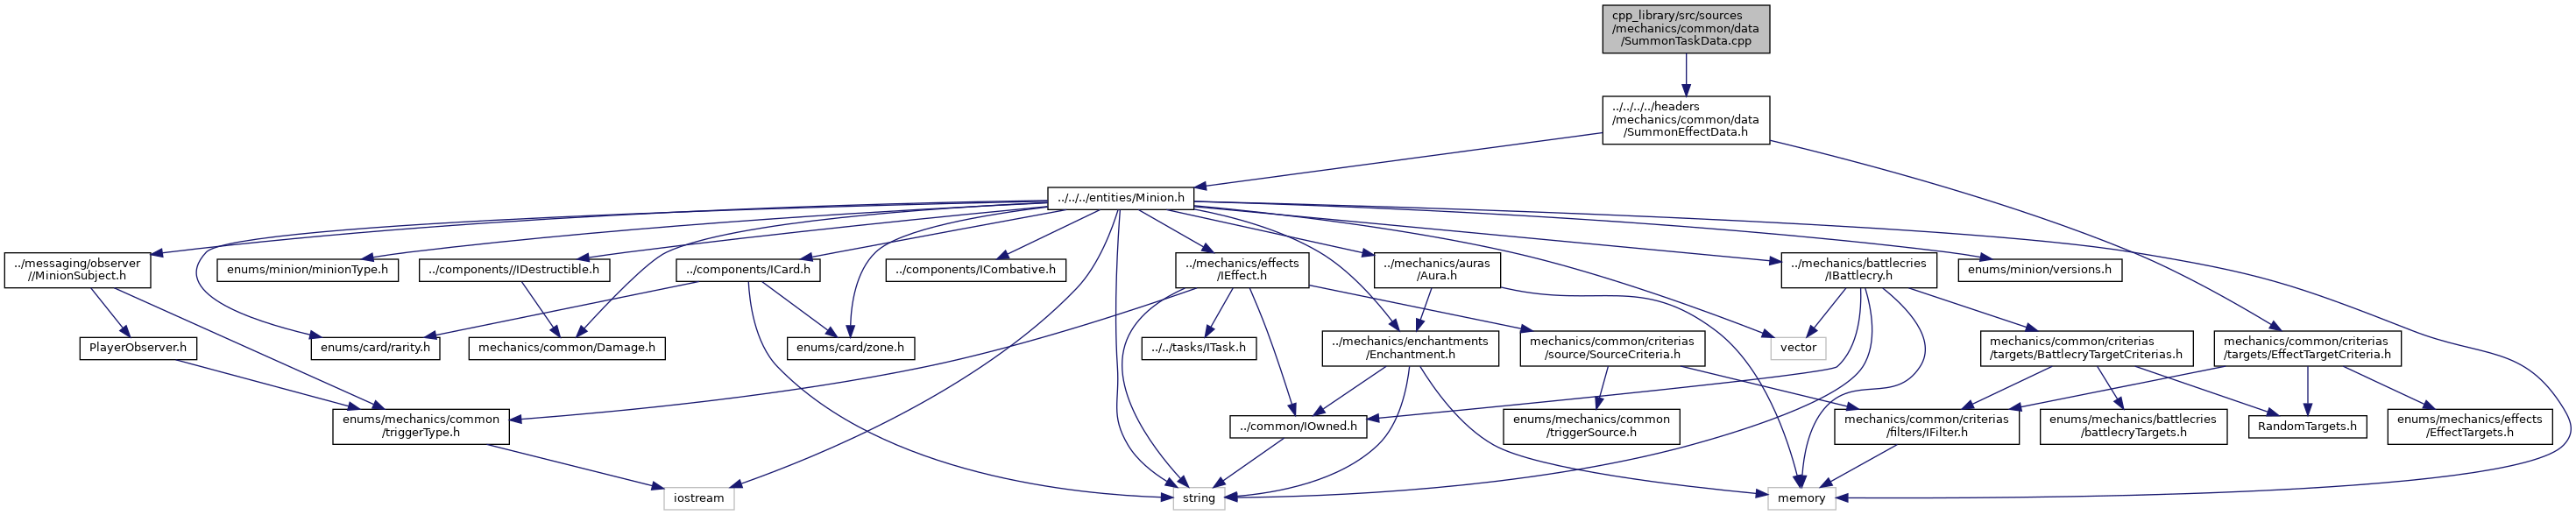 cpp_library/src/sources
/mechanics/common/data
/SummonTaskData.cpp
../../../../headers
/mechanics/common/data
/SummonEffectData.h
../../../entities/Minion.h
../messaging/observer
//MinionSubject.h
enums/minion/minionType.h
../components//IDestructible.h
../components/ICard.h
../components/ICombative.h
../mechanics/effects
/IEffect.h
../mechanics/auras
/Aura.h
../mechanics/battlecries
/IBattlecry.h
enums/minion/versions.h
PlayerObserver.h
enums/card/rarity.h
mechanics/common/Damage.h
enums/card/zone.h
../../tasks/ITask.h
../mechanics/enchantments
/Enchantment.h
mechanics/common/criterias
/source/SourceCriteria.h
vector
mechanics/common/criterias
/targets/BattlecryTargetCriterias.h
mechanics/common/criterias
/targets/EffectTargetCriteria.h
enums/mechanics/common
/triggerType.h
../common/IOwned.h
enums/mechanics/common
/triggerSource.h
mechanics/common/criterias
/filters/IFilter.h
enums/mechanics/battlecries
/battlecryTargets.h
RandomTargets.h
enums/mechanics/effects
/EffectTargets.h
iostream
string
memory